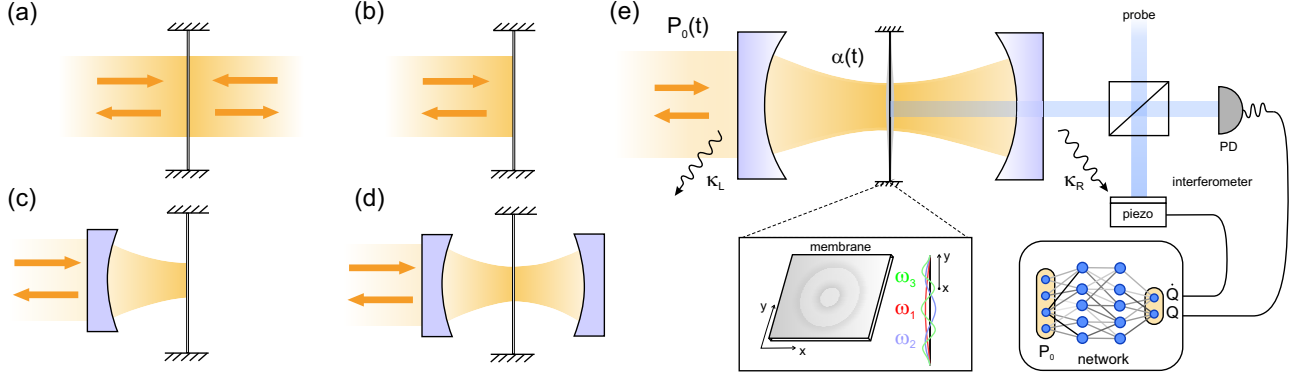 (a)
(b)
(e)
P₀(t)
α(t)
probe
PD
κL
κR
interferometer
piezo
(c)
(d)
membrane
y
x
ω₃
ω₁
ω₂
y
x
Q̇
Q
P₀
network